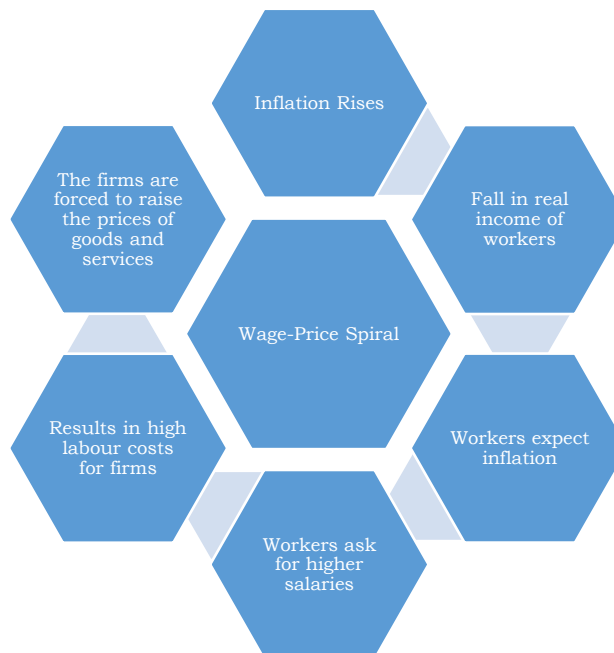 Inflation Rises
Fall in real
income of
workers
Workers expect
inflation
Workers ask
for higher
salaries
Results in high
labour costs
for firms
The firms are
forced to raise
the prices of
goods and
services
Wage-Price Spiral